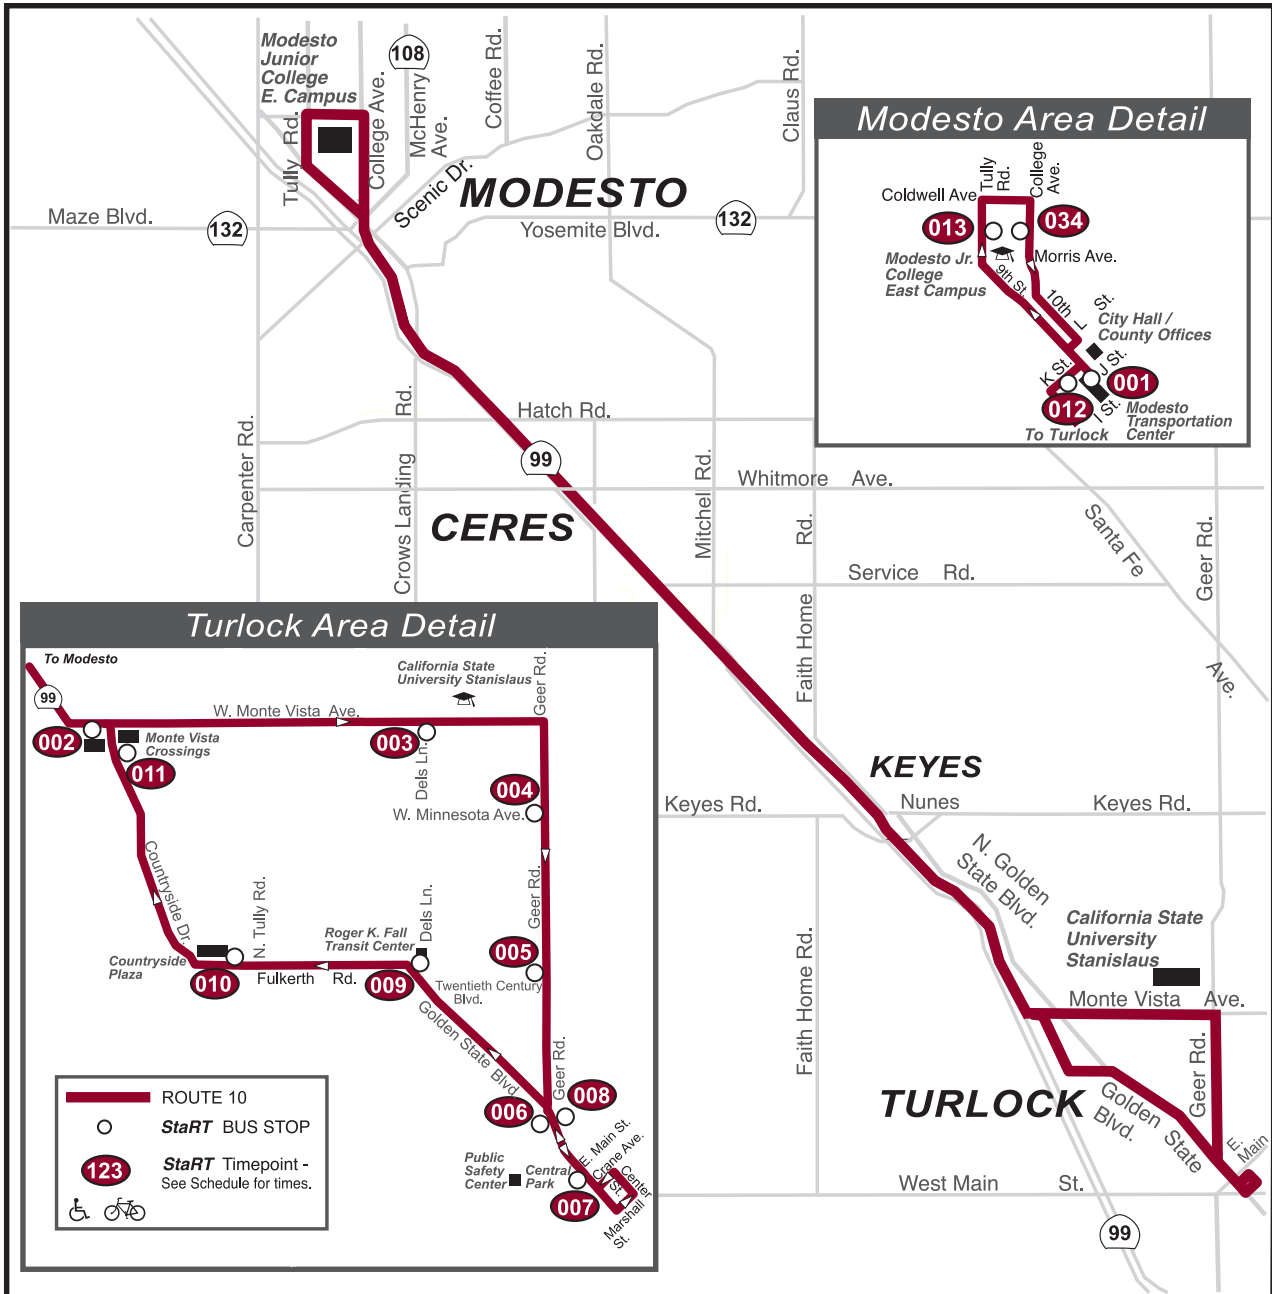 Modesto
Junior
College
E. Campus
108
Tully Rd.
College Ave.
McHenry
Ave.
Coffee Rd.
Oakdale Rd.
Claus Rd.
Scenic Dr.
MODESTO
Maze Blvd.
132
Yosemite Blvd.
132
Modesto Area Detail
Tully
Rd.
College
Ave.
Coldwell Ave
013
034
Modesto Jr.
College
East Campus
Morris Ave.
9th St.
10th
L St.
City Hall /
County Offices
K St.
J St.
001
012
I St.
Modesto
Transportation
Center
To Turlock
Carpenter Rd.
Crows Landing Rd.
Hatch Rd.
99
CERES
Mitchell Rd.
Whitmore Ave.
Faith Home Rd.
Service Rd.
Santa Fe Ave.
Geer Rd.
Turlock Area Detail
To Modesto
99
California State
University Stanislaus
Geer Rd.
W. Monte Vista Ave.
002
Monte Vista
Crossings
011
003
Dels Ln.
004
W. Minnesota Ave.
Countryside Dr.
N. Tully Rd.
Roger K. Fall
Transit Center
Dels Ln.
Geer Rd.
005
Countryside
Plaza
010
Fulkerth Rd.
009
Twentieth Century
Blvd.
Golden State Blvd.
Geer Rd.
006
008
E. Main St.
Crane Ave.
Public
Safety
Center
Central
Park
007
Center
St.
Marshall
St.
ROUTE 10
StaRT BUS STOP
123
StaRT Timepoint -
See Schedule for times.
KEYES
Keyes Rd.
Nunes
Keyes Rd.
N. Golden
State Blvd.
California State
University
Stanislaus
Faith Home Rd.
Monte Vista Ave.
Geer Rd.
TURLOCK
Golden State
Blvd.
E. Main
West Main St.
99